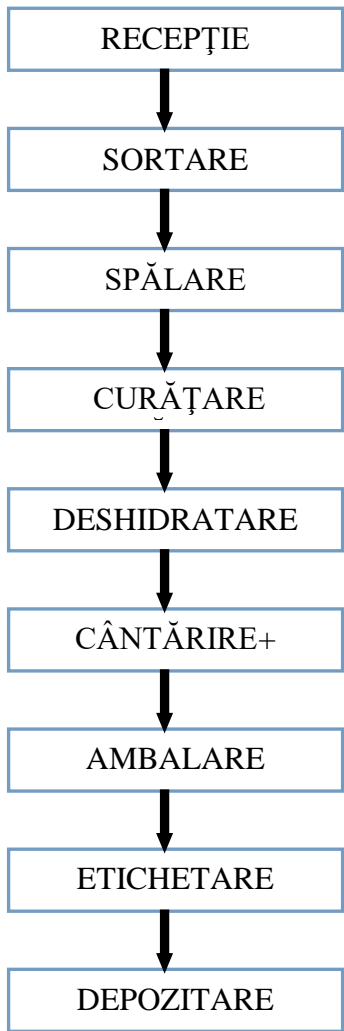 RECEPŢIE
SORTARE
SPĂLARE
CURĂŢARE
DESHIDRATARE
CÂNTĂRIRE+
AMBALARE
ETICHETARE
DEPOZITARE